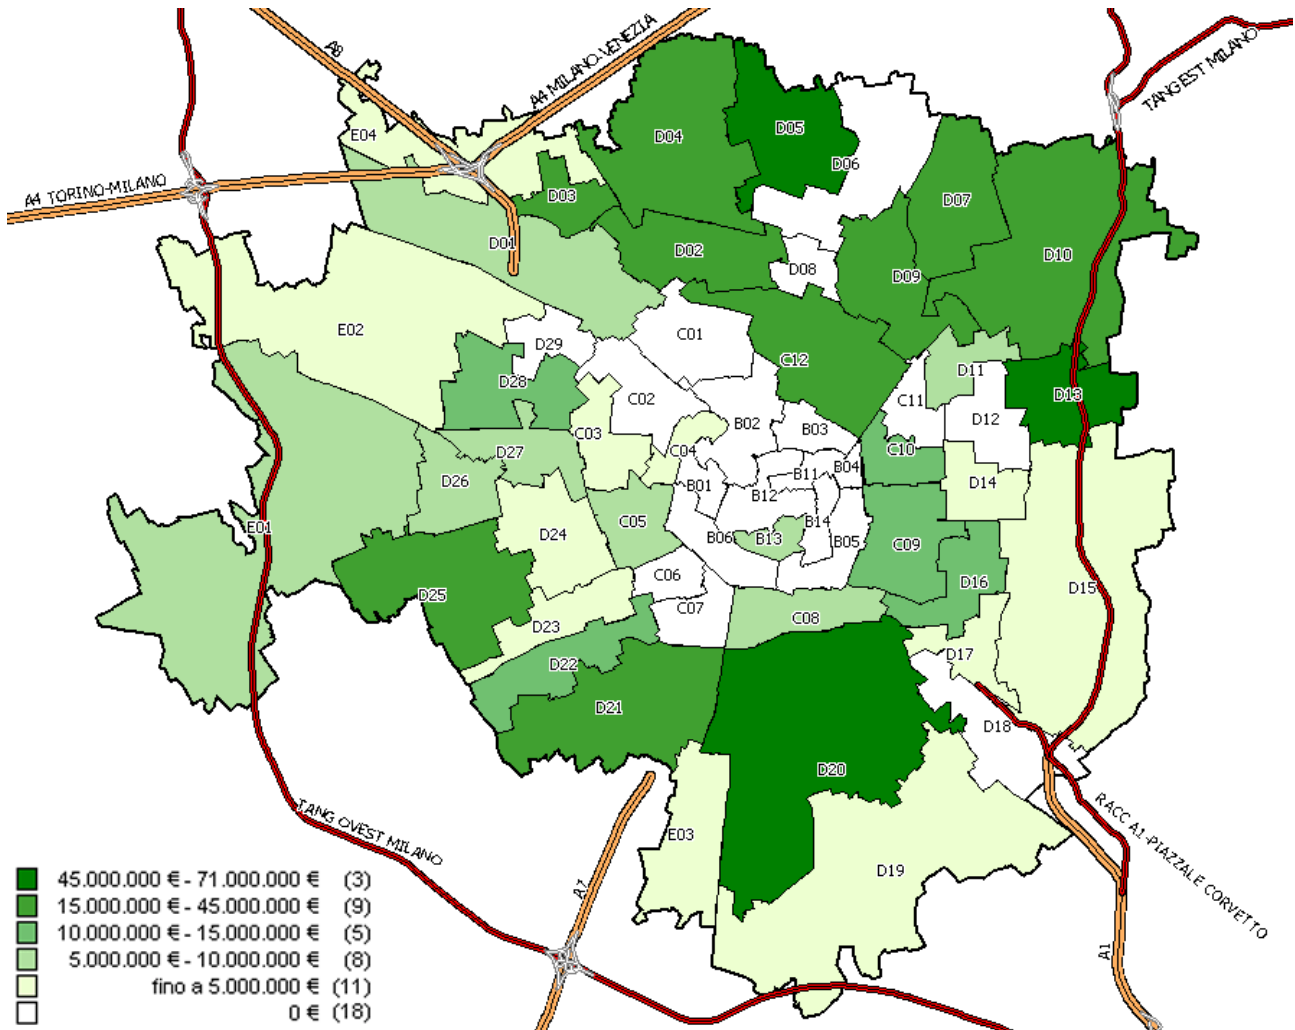 A8
A4 MILANO-VENEZIA
TANG EST MILANO
E04
D04
D05
D06
A4 TORINO-MILANO
D03
D07
D01
D02
D08
D09
D10
E02
D29
C01
C12
D28
D11
D13
C02
C11
D12
C03
B02
B03
C04
C10
D27
D26
B11
B04
D14
B01
B12
E01
C05
D24
B14
B06
B13
B05
C09
D16
D15
C06
D25
C07
C08
D23
D22
D17
D21
D18
D20
RACC A1-PIAZZALE CORVETTO
TANG OVEST MILANO
E03
D19
A7
A1
45.000.000 € - 71.000.000 € (3)
15.000.000 € - 45.000.000 € (9)
10.000.000 € - 15.000.000 € (5)
5.000.000 € - 10.000.000 € (8)
fino a 5.000.000 € (11)
0 € (18)